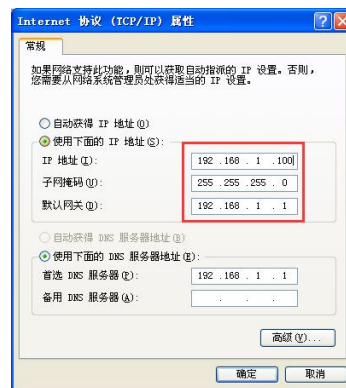 Internet 协议 (TCP/IP) 属性
常规
如果网络支持此功能，则可以获取自动指派的 IP 设置。否则，
您需要从网络系统管理员处获得适当的 IP 设置。
自动获得 IP 地址(O)
使用下面的 IP 地址(S):
IP 地址(I): 192 .168 . 1 .100
子网掩码(U): 255 .255 .255 . 0
默认网关(D): 192 .168 . 1 . 1
自动获得 DNS 服务器地址(B)
使用下面的 DNS 服务器地址(E):
首选 DNS 服务器(P): 192 .168 . 1 . 1
备用 DNS 服务器(A): . . .
高级(V)...
确定 取消